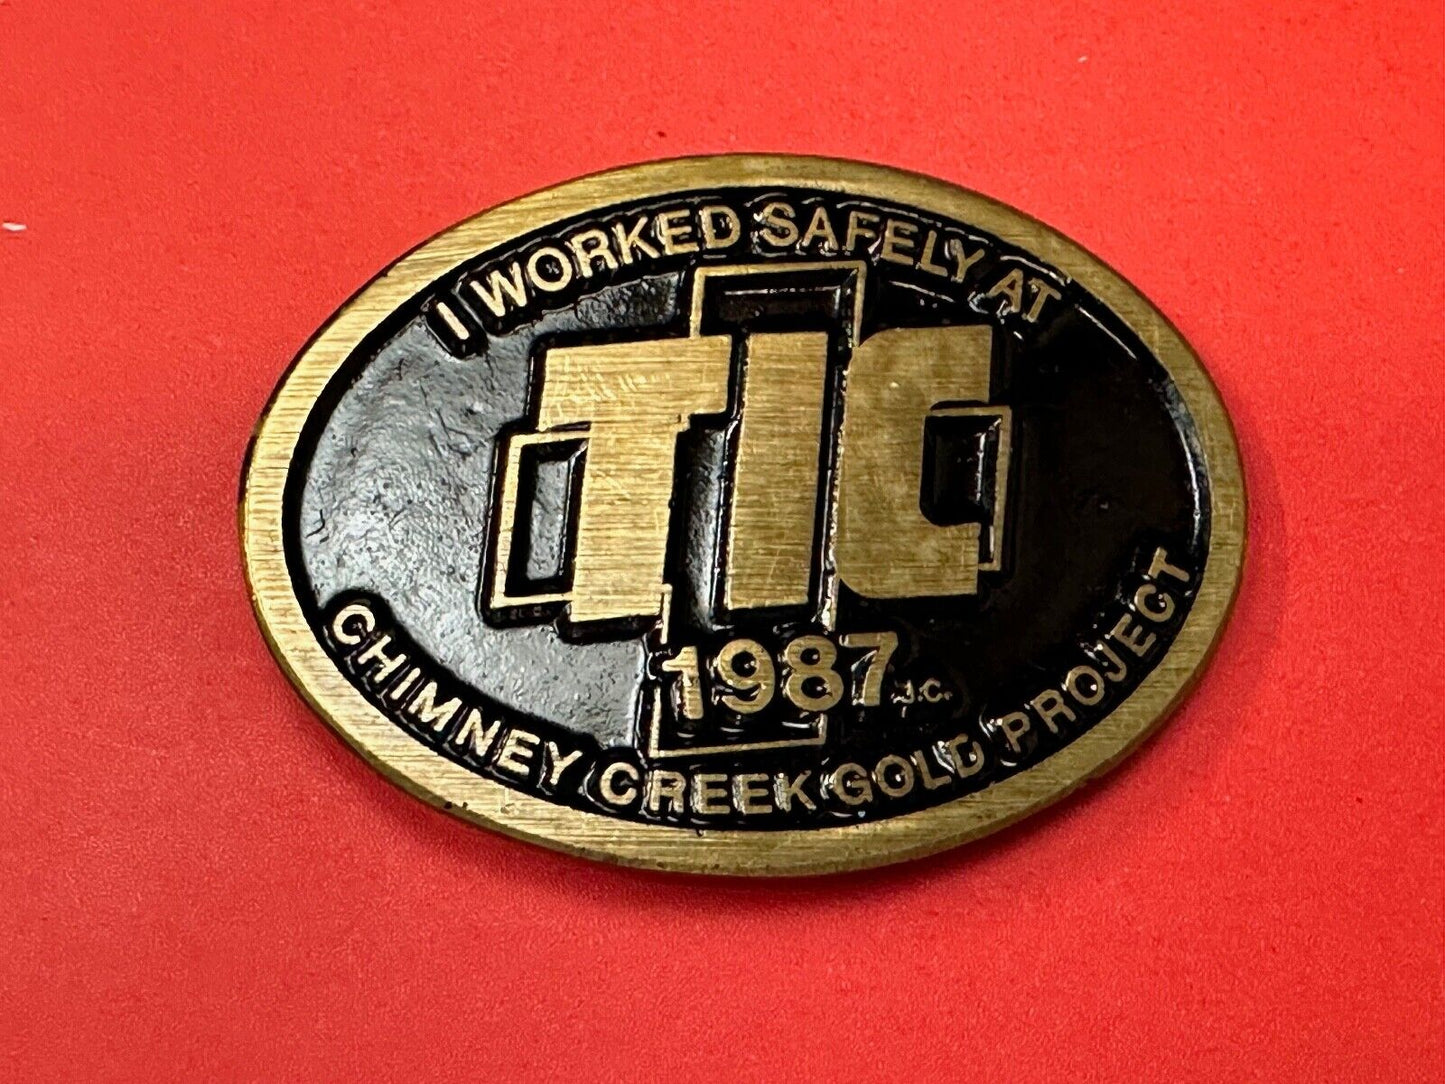 I WORKED SAFELY AT
TIC
1987 J.C.
CHIMNEY CREEK GOLD PROJECT